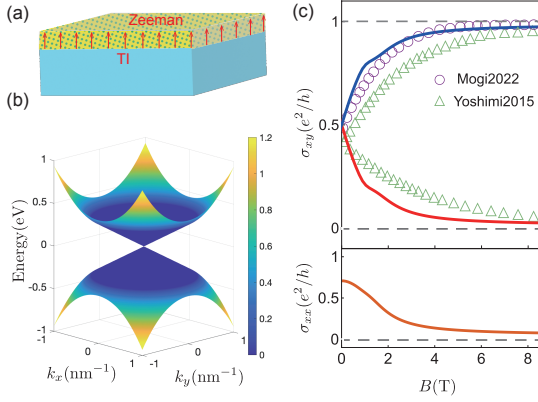 (a)
Zeeman
TI
(b)
Energy(eV)
1
0.5
0
-0.5
-1
-1
0
1
-1
0
1
k_x(nm⁻¹)
k_y(nm⁻¹)
1.2
1
0.8
0.6
0.4
0.2
0
(c)
σ_xy(e²/h)
1
0.5
0
Mogi2022
Yoshimi2015
σ_xx(e²/h)
1
0.5
0
0
2
4
6
8
B(T)